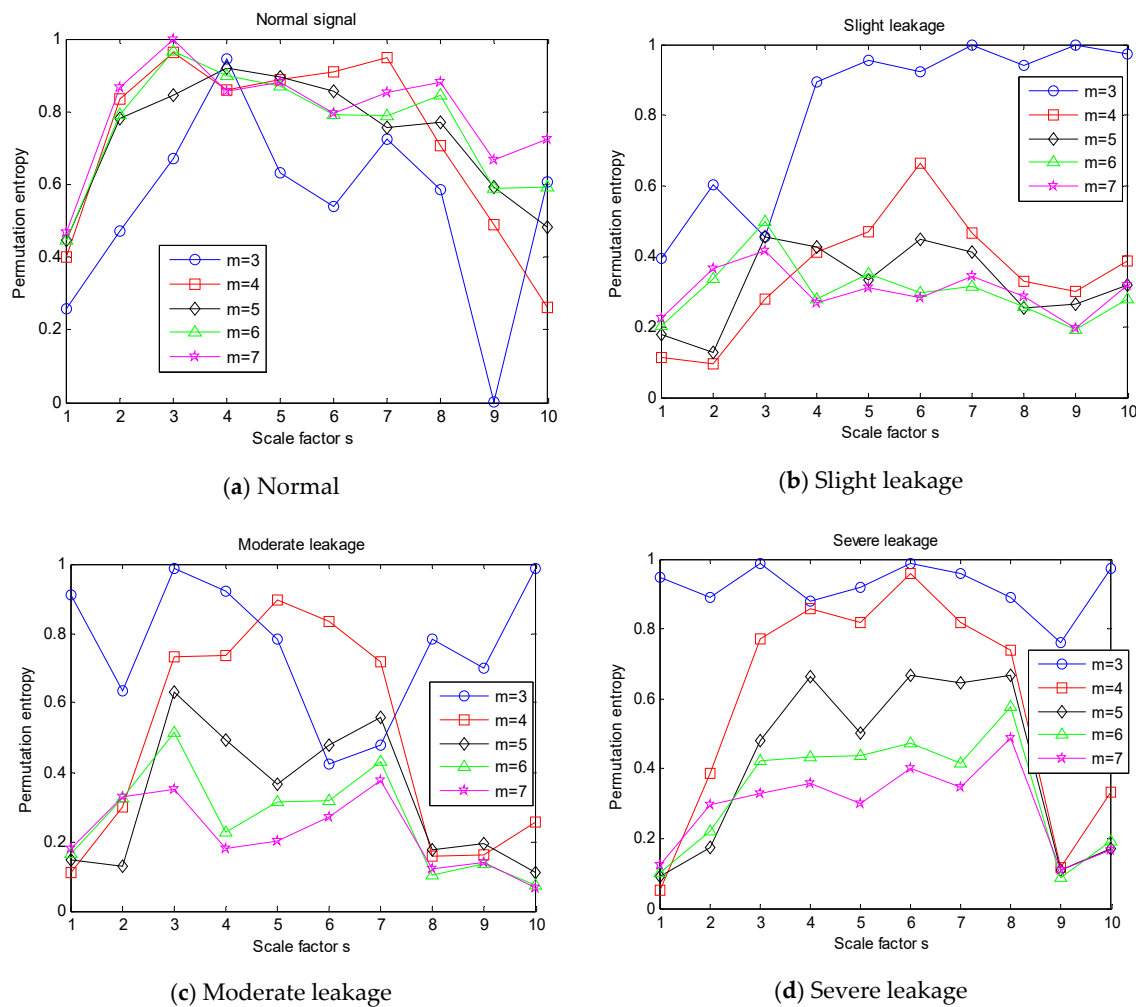 Normal signal
1
0.8
0.6
0.4
0.2
0
Permutation entropy
m=3
m=4
m=5
m=6
m=7
1 2 3 4 5 6 7 8 9 10
Scale factor s
(a) Normal
Slight leakage
1
0.8
0.6
0.4
0.2
0
Permutation entropy
m=3
m=4
m=5
m=6
m=7
1 2 3 4 5 6 7 8 9 10
Scale factor s
(b) Slight leakage
Moderate leakage
1
0.8
0.6
0.4
0.2
0
Permutation entropy
m=3
m=4
m=5
m=6
m=7
1 2 3 4 5 6 7 8 9 10
Scale factor s
(c) Moderate leakage
Severe leakage
1
0.8
0.6
0.4
0.2
0
Permutation entropy
m=3
m=4
m=5
m=6
m=7
1 2 3 4 5 6 7 8 9 10
Scale factor s
(d) Severe leakage